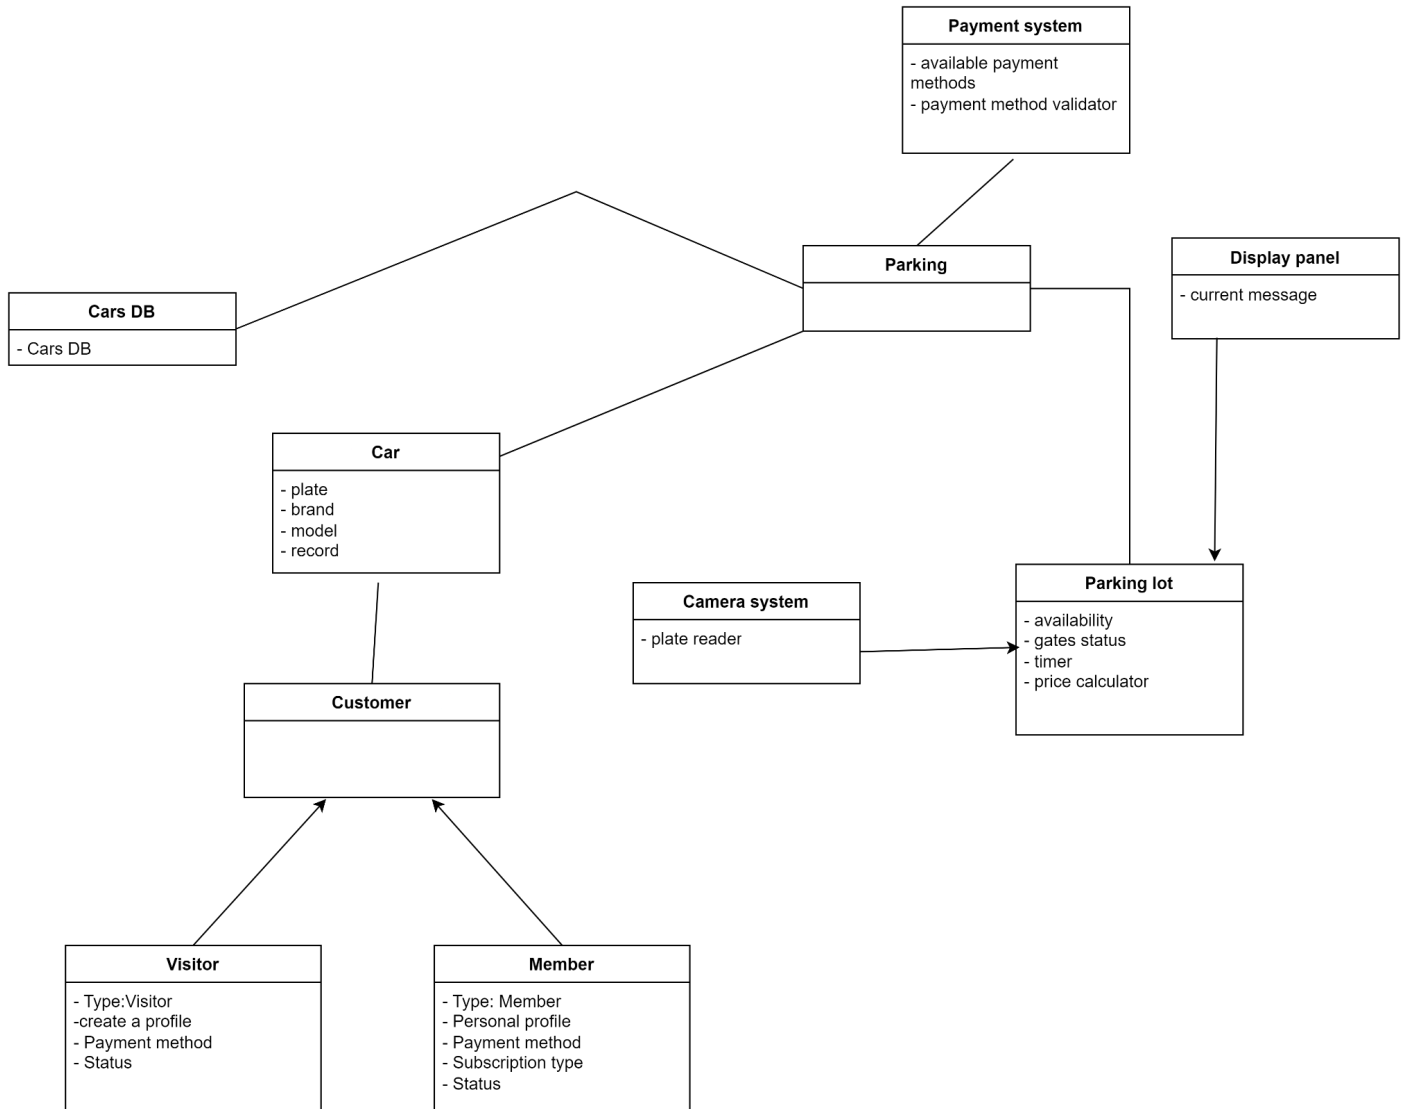 Payment system
- available payment
methods
- payment method validator
Parking
Display panel
- current message
Cars DB
- Cars DB
Car
- plate
- brand
- model
- record
Camera system
- plate reader
Parking lot
- availability
- gates status
- timer
- price calculator
Customer
Visitor
- Type:Visitor
-create a profile
- Payment method
- Status
Member
- Type: Member
- Personal profile
- Payment method
- Subscription type
- Status